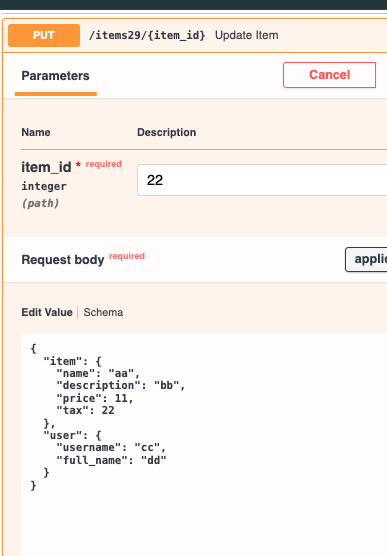 PUT /items29/{item_id} Update Item
Parameters Cancel
Name Description
item_id * required 22
integer
(path)
Request body required applic
Edit Value | Schema
{
  "item": {
    "name": "aa",
    "description": "bb",
    "price": 11,
    "tax": 22
  },
  "user": {
    "username": "cc",
    "full_name": "dd"
  }
}